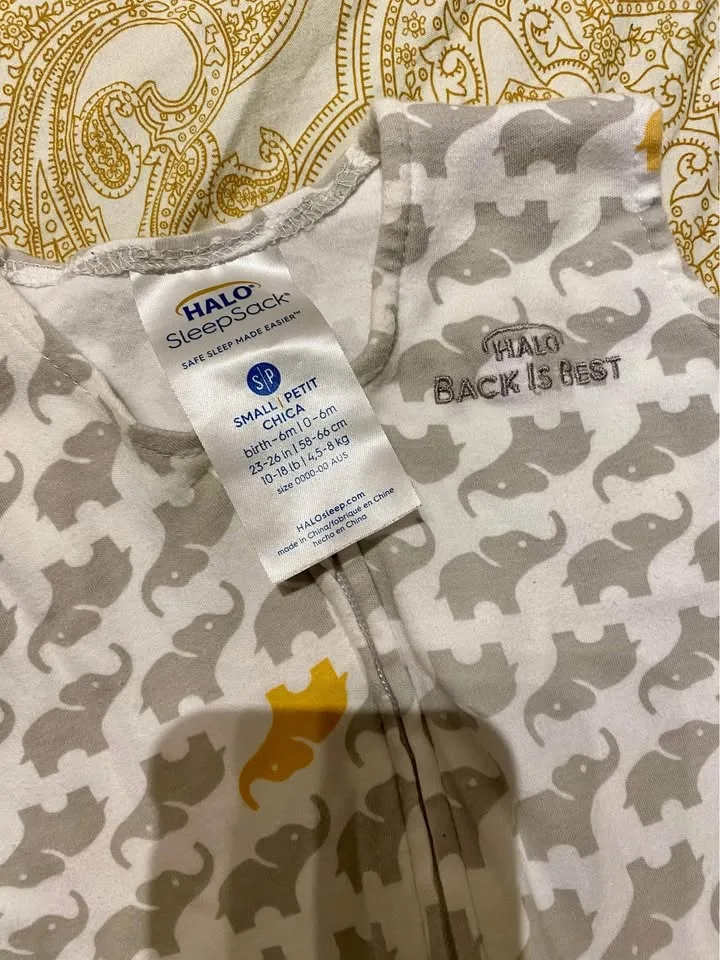 HALO
SleepSack®
SAFE SLEEP MADE EASIER™
S|P
SMALL | PETIT
CHICA
birth-6m | 0-6m
23-26 in | 58-66 cm
10-18 lb | 4,5-8 kg
size 0000-00 AUS
HALOsleep.com
made in China/fabriqué en Chine
hecho en China
HALO
BACK IS BEST